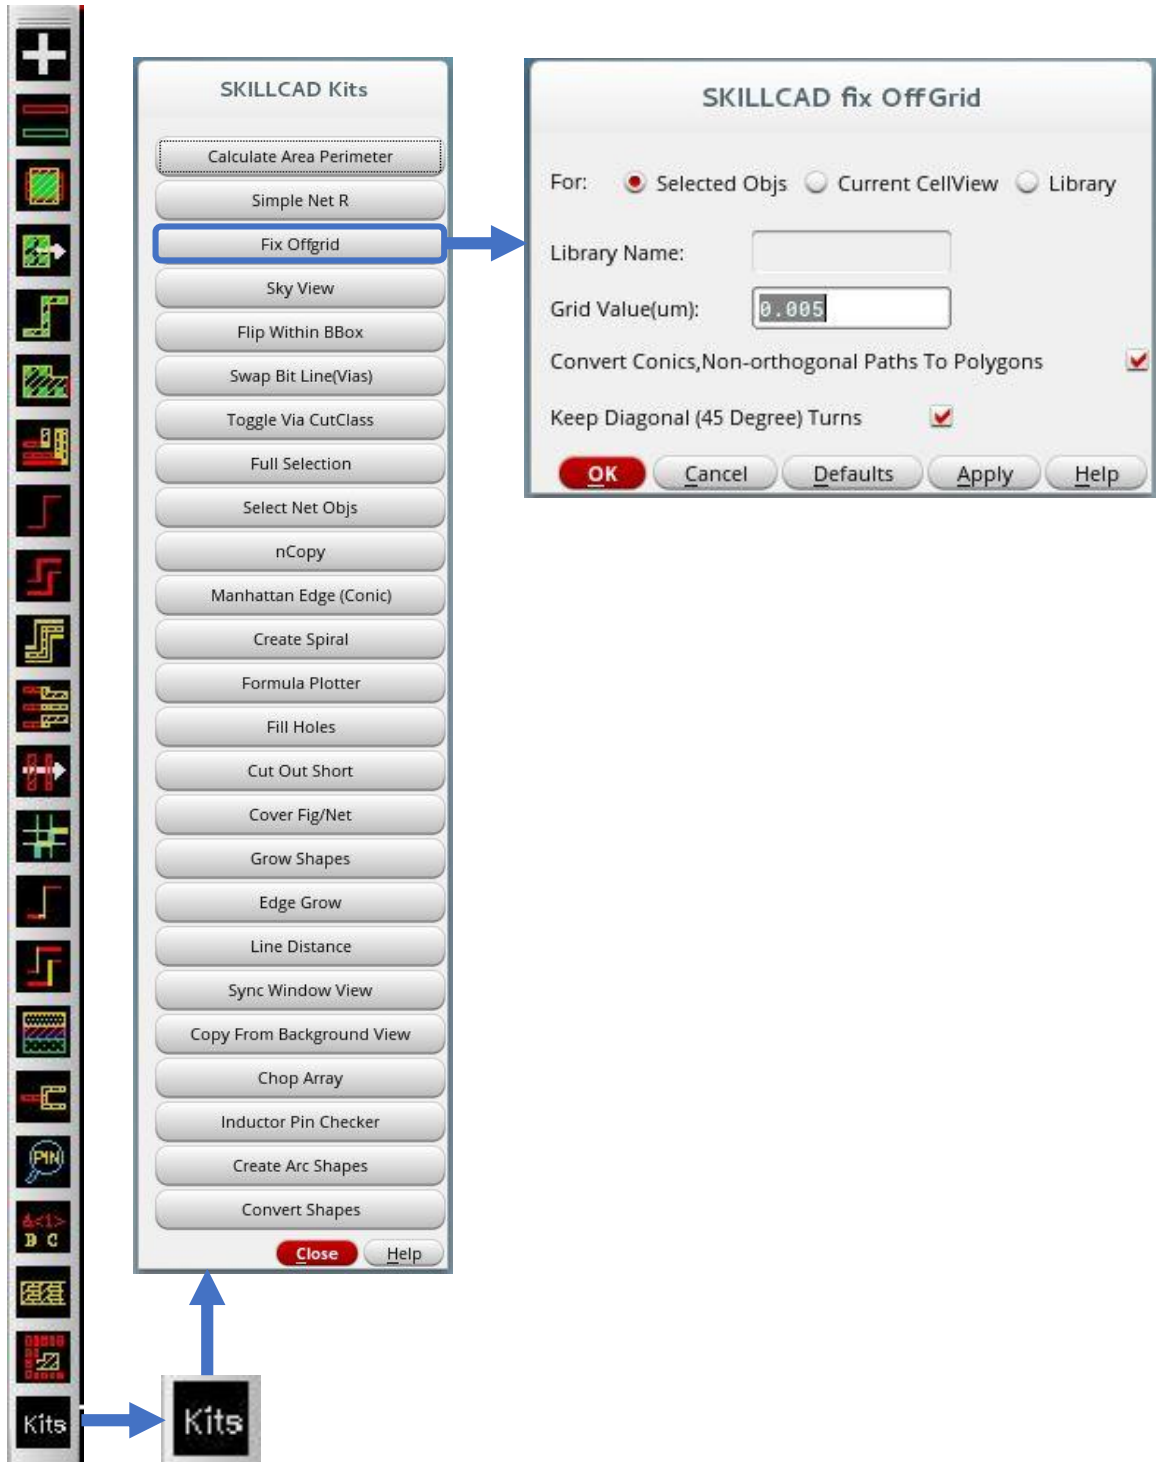 SKILLCAD Kits
Calculate Area Perimeter
Simple Net R
Fix Offgrid
Sky View
Flip Within BBox
Swap Bit Line(Vias)
Toggle Via CutClass
Full Selection
Select Net Objs
nCopy
Manhattan Edge (Conic)
Create Spiral
Formula Plotter
Fill Holes
Cut Out Short
Cover Fig/Net
Grow Shapes
Edge Grow
Line Distance
Sync Window View
Copy From Background View
Chop Array
Inductor Pin Checker
Create Arc Shapes
Convert Shapes
Close Help
SKILLCAD fix OffGrid
For: Selected Objs Current CellView Library
Library Name:
Grid Value(um): 0.005
Convert Conics,Non-orthogonal Paths To Polygons
Keep Diagonal (45 Degree) Turns
OK Cancel Defaults Apply Help
PIN
B C
Kits
Kits